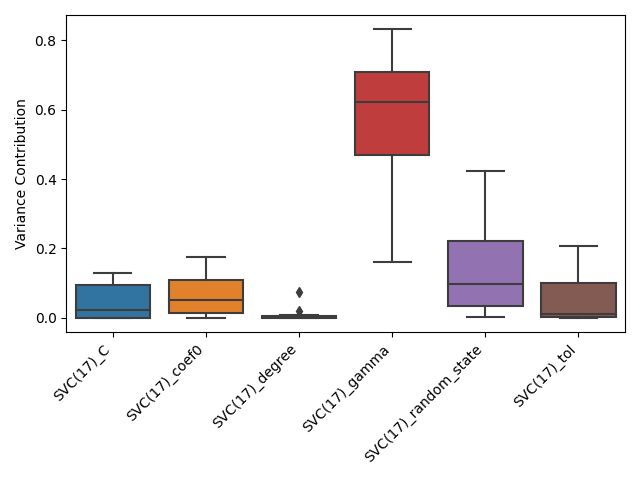 Variance Contribution
0.8
0.6
0.4
0.2
0.0
SVC(17)_C
SVC(17)_coef0
SVC(17)_degree
SVC(17)_gamma
SVC(17)_random_state
SVC(17)_tol